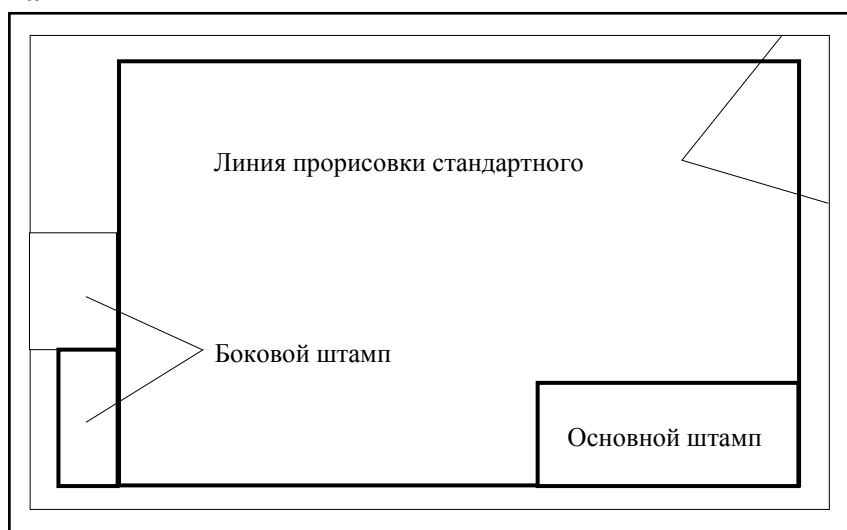 Линия прорисовки стандартного
Боковой штамп
Основной штамп